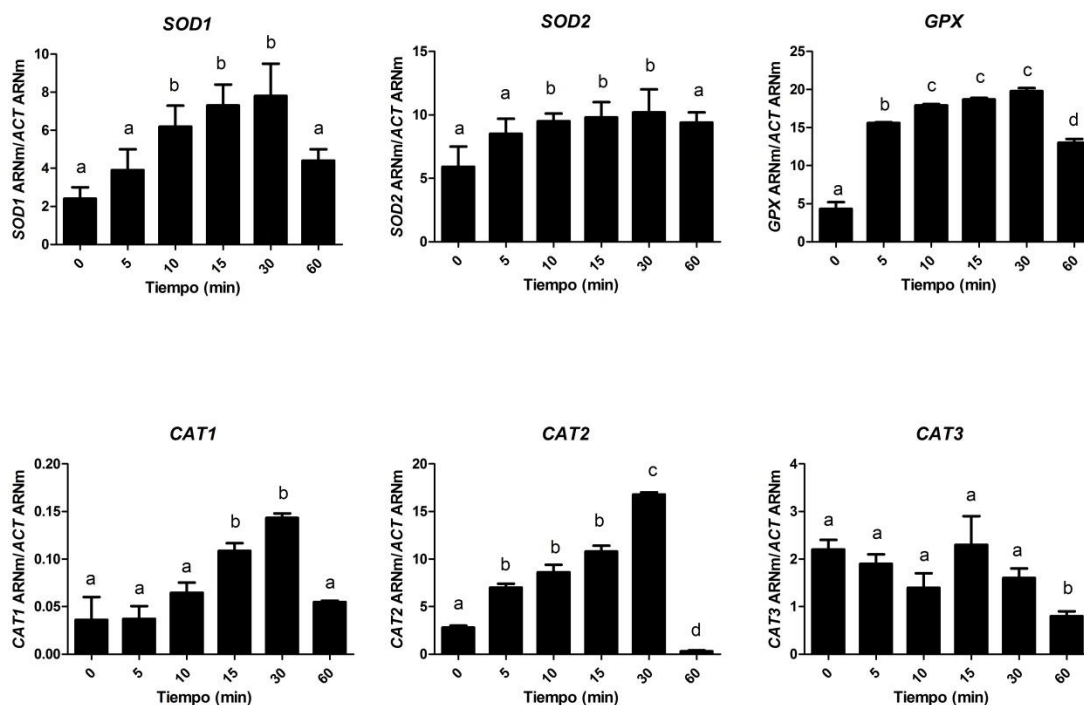 SOD1
SOD1 ARNm/ACT ARNm
10
8
6
4
2
0
a
a
b
b
b
a
0
5
10
15
30
60
Tiempo (min)
SOD2
SOD2 ARNm/ACT ARNm
15
10
5
0
a
a
b
b
b
a
0
5
10
15
30
60
Tiempo (min)
GPX
GPX ARNm/ACT ARNm
25
20
15
10
5
0
a
b
c
c
c
d
0
5
10
15
30
60
Tiempo (min)
CAT1
CAT1 ARNm/ACT ARNm
0.20
0.15
0.10
0.05
0.00
a
a
a
b
b
a
0
5
10
15
30
60
Tiempo (min)
CAT2
CAT2 ARNm/ACT ARNm
20
15
10
5
0
a
b
b
b
c
d
0
5
10
15
30
60
Tiempo (min)
CAT3
CAT3 ARNm/ACT ARNm
4
3
2
1
0
a
a
a
a
a
b
0
5
10
15
30
60
Tiempo (min)